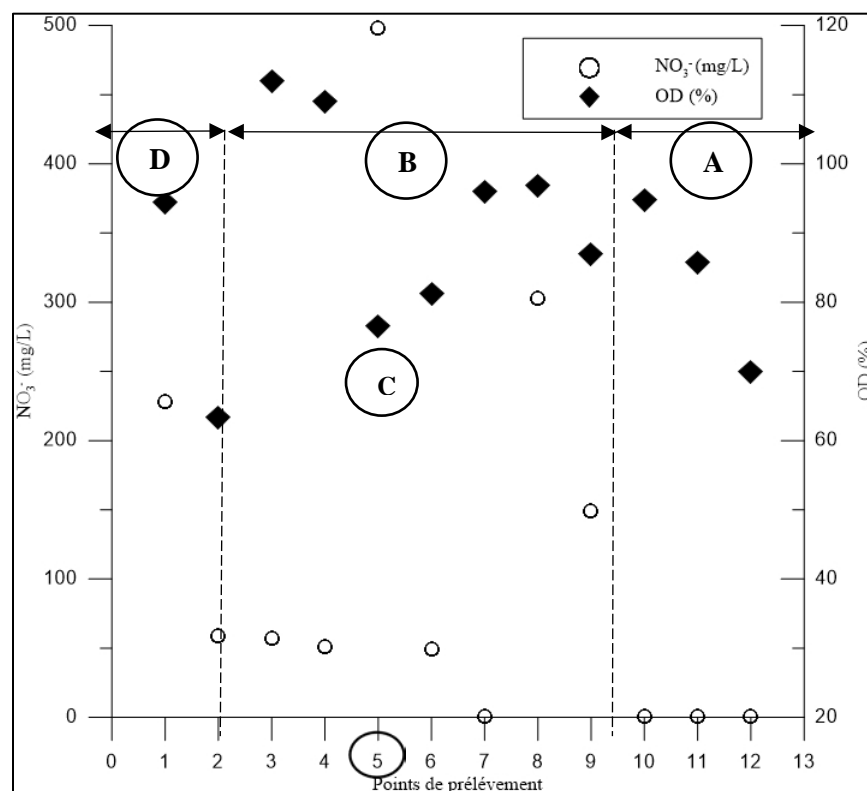 500
400
300
200
100
0
NO₃⁻ (mg/L)
120
100
80
60
40
20
OD (%)
NO₃⁻ (mg/L)
OD (%)
D
B
A
C
0 1 2 3 4 5 6 7 8 9 10 11 12 13
Points de prélévement